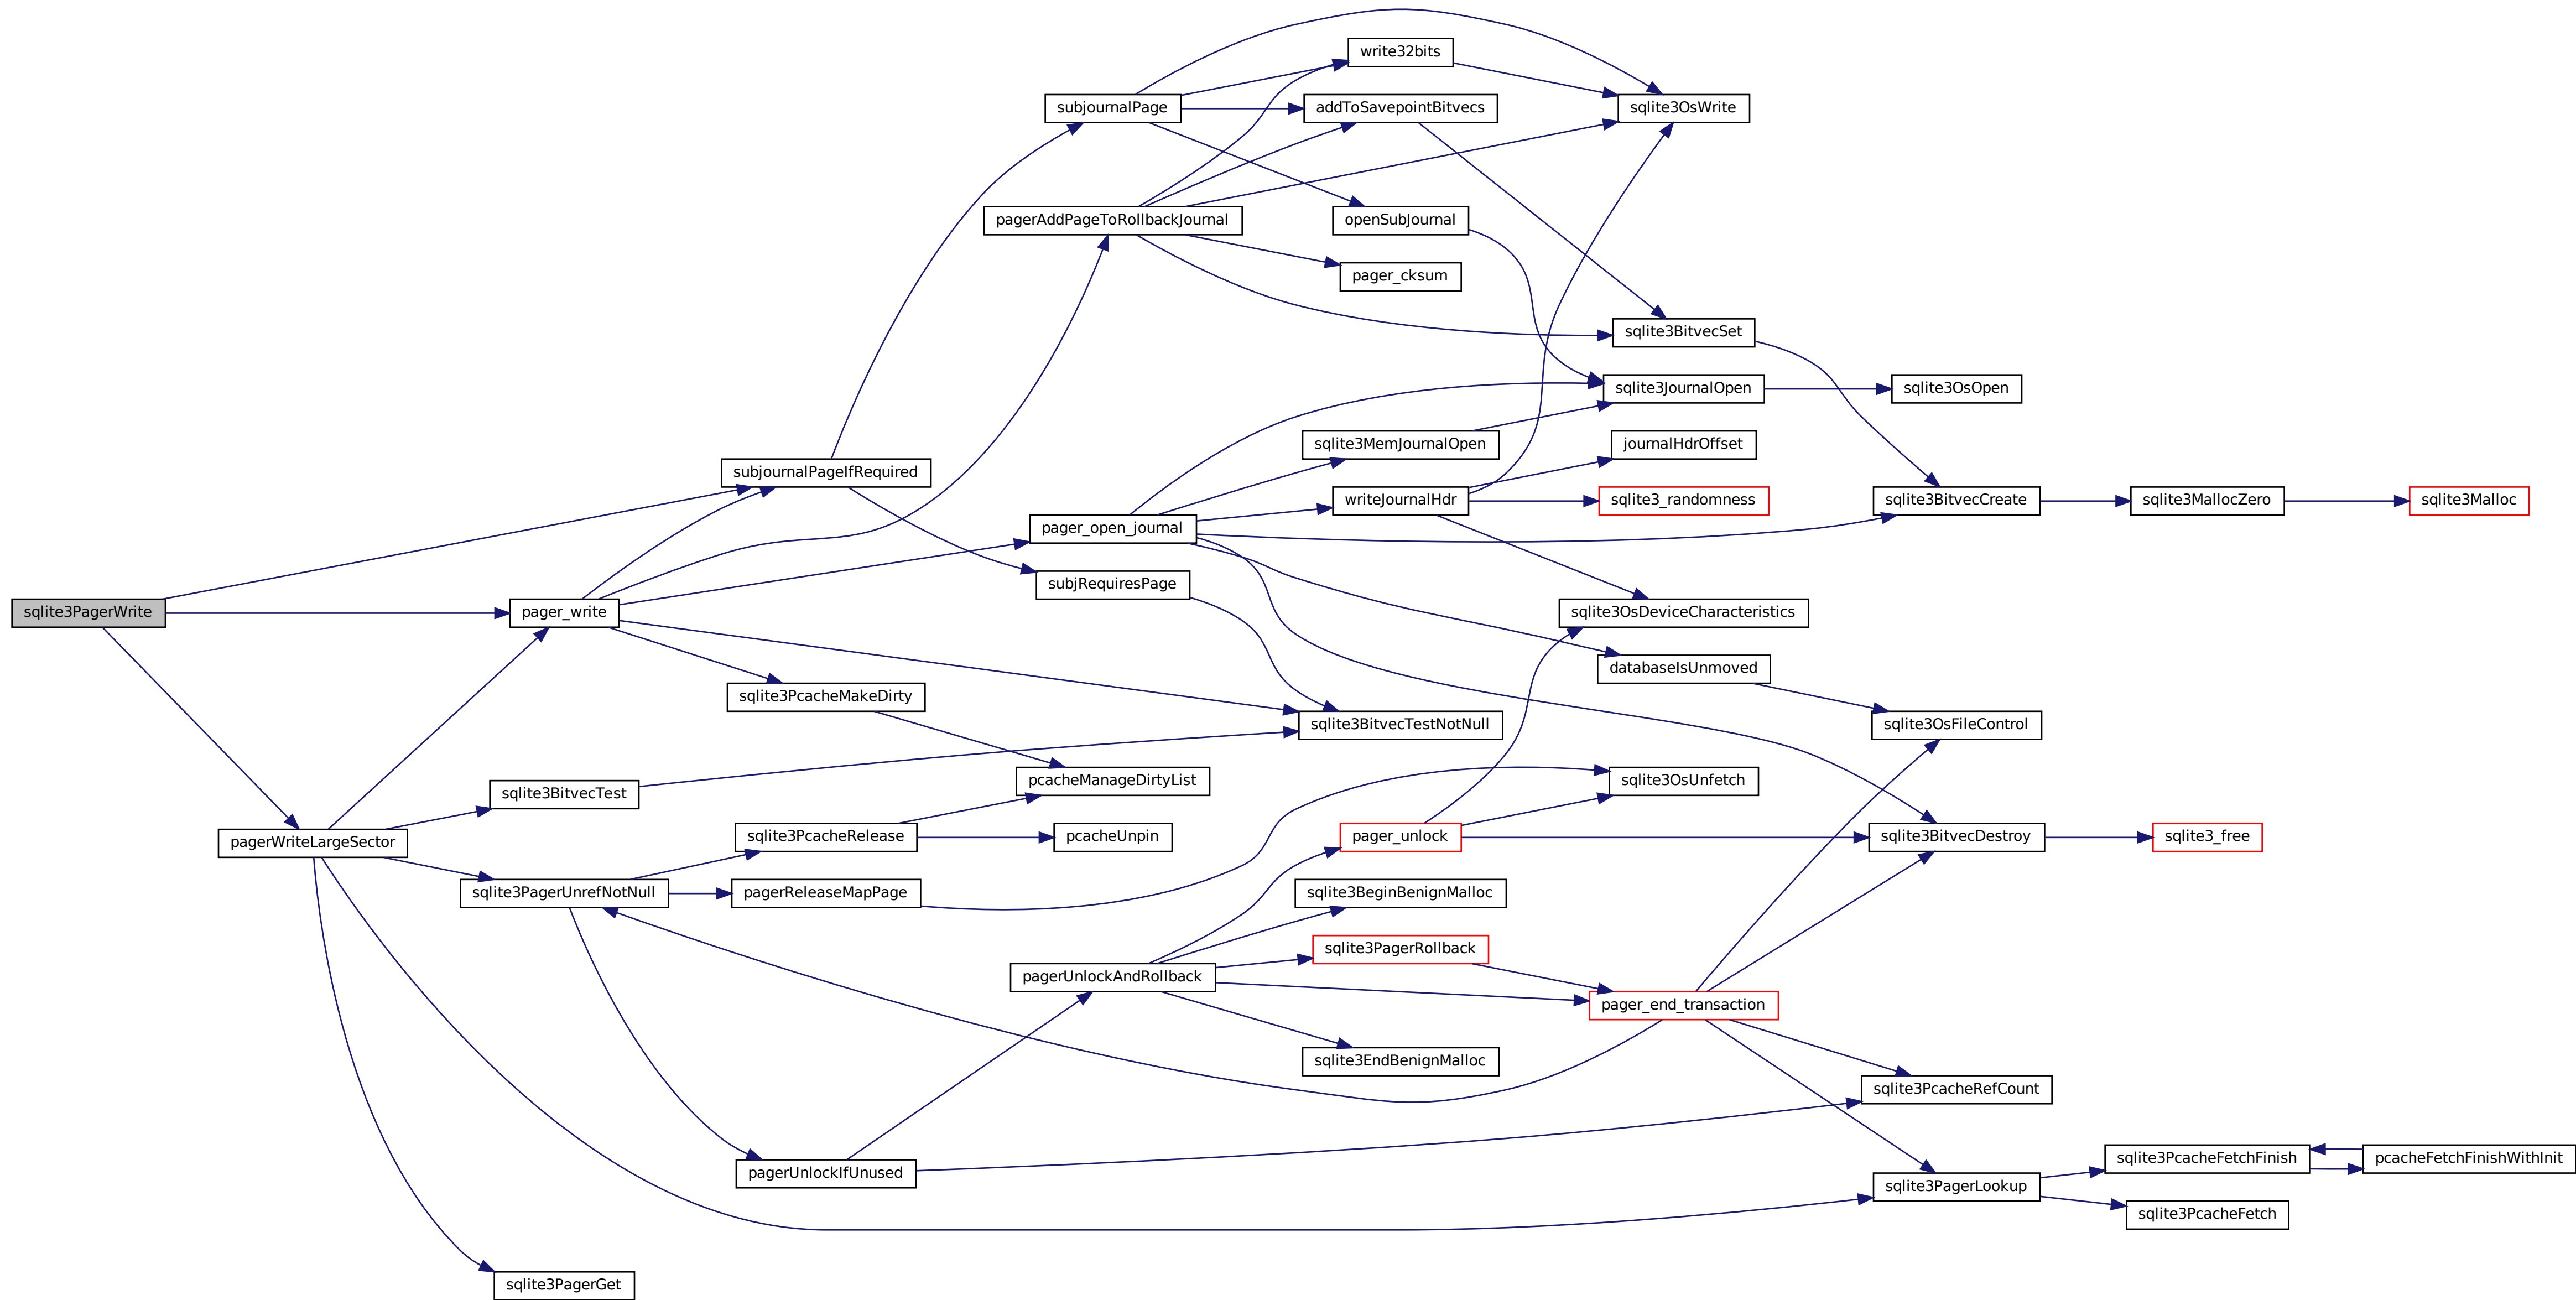 sqlite3PagerWrite
pagerWriteLargeSector
pager_write
sqlite3BitvecTest
sqlite3PagerUnrefNotNull
sqlite3PagerGet
subjournalPageIfRequired
sqlite3PcacheMakeDirty
sqlite3PcacheRelease
pagerReleaseMapPage
pagerUnlockIfUnused
subjournalPage
pagerAddPageToRollbackJournal
pager_open_journal
subjRequiresPage
pcacheManageDirtyList
pcacheUnpin
pagerUnlockAndRollback
write32bits
addToSavepointBitvecs
openSubJournal
pager_cksum
sqlite3MemJournalOpen
writeJournalHdr
sqlite3BitvecTestNotNull
pager_unlock
sqlite3BeginBenignMalloc
sqlite3PagerRollback
sqlite3EndBenignMalloc
sqlite3OsWrite
sqlite3BitvecSet
sqlite3JournalOpen
journalHdrOffset
sqlite3_randomness
sqlite3OsDeviceCharacteristics
databaseIsUnmoved
sqlite3OsUnfetch
pager_end_transaction
sqlite3OsOpen
sqlite3BitvecCreate
sqlite3OsFileControl
sqlite3BitvecDestroy
sqlite3PcacheRefCount
sqlite3PagerLookup
sqlite3MallocZero
sqlite3_free
sqlite3PcacheFetchFinish
sqlite3PcacheFetch
sqlite3Malloc
pcacheFetchFinishWithInit